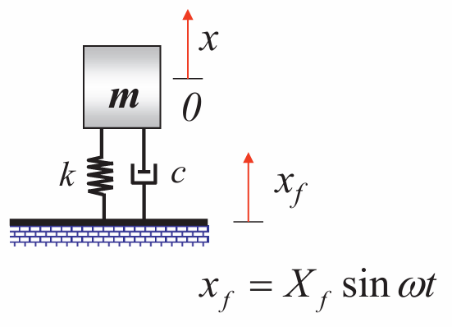 x
m
0
k
c
x_f
x_f = X_f sin ωt